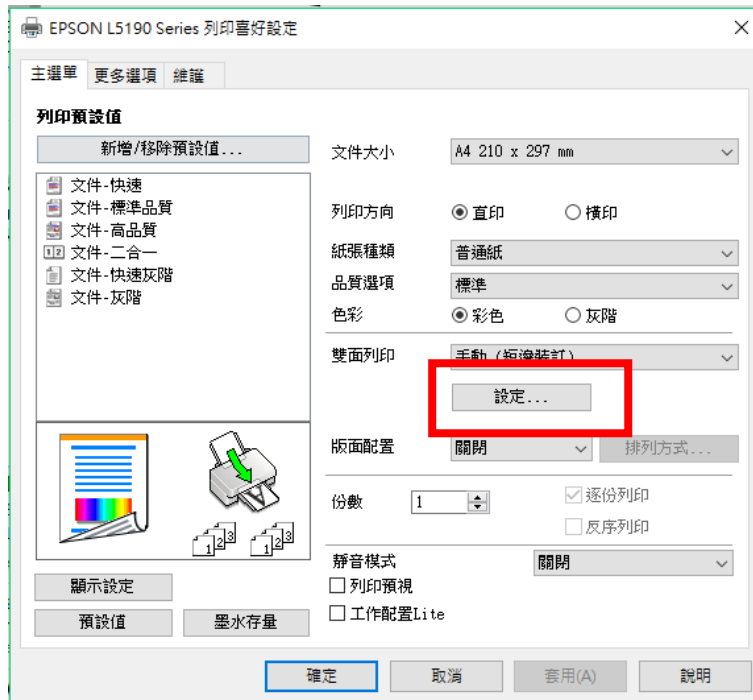 EPSON L5190 Series 列印喜好設定
主選單 更多選項 維護
列印預設值
新增/移除預設值...
文件-快速
文件-標準品質
文件-高品質
文件-二合一
文件-快速灰階
文件-灰階
顯示設定
預設值 墨水存量
文件大小 A4 210 x 297 mm
列印方向 直印 橫印
紙張種類 普通紙
品質選項 標準
色彩 彩色 灰階
雙面列印 手動 (短邊裝訂)
設定...
版面配置 關閉 排列方式...
份數 1 逐份列印
反序列印
靜音模式 關閉
列印預視
工作配置Lite
1 2 3 1 2 3
確定 取消 套用(A) 說明